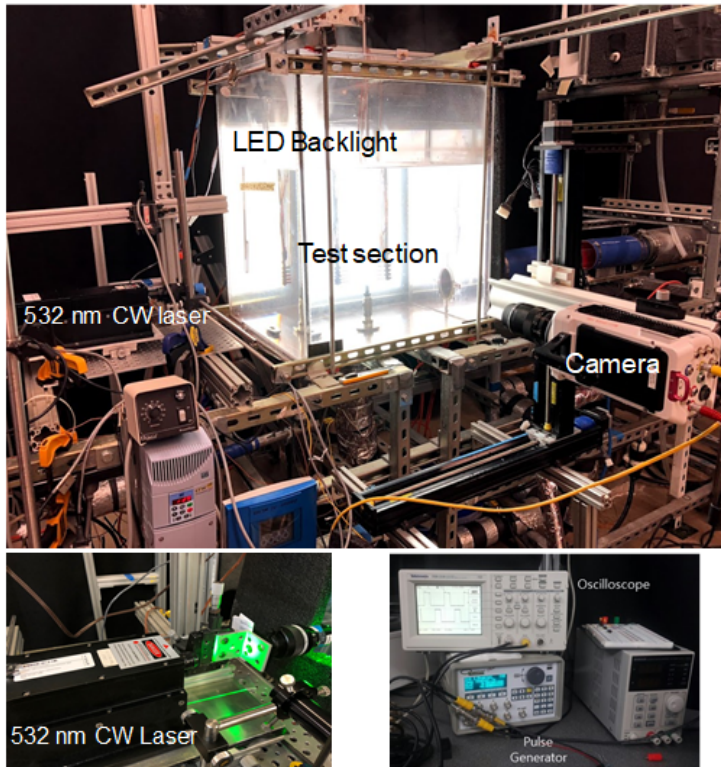 LED Backlight
Test section
532 nm CW laser
Camera
532 nm CW Laser
Oscilloscope
Pulse
Generator